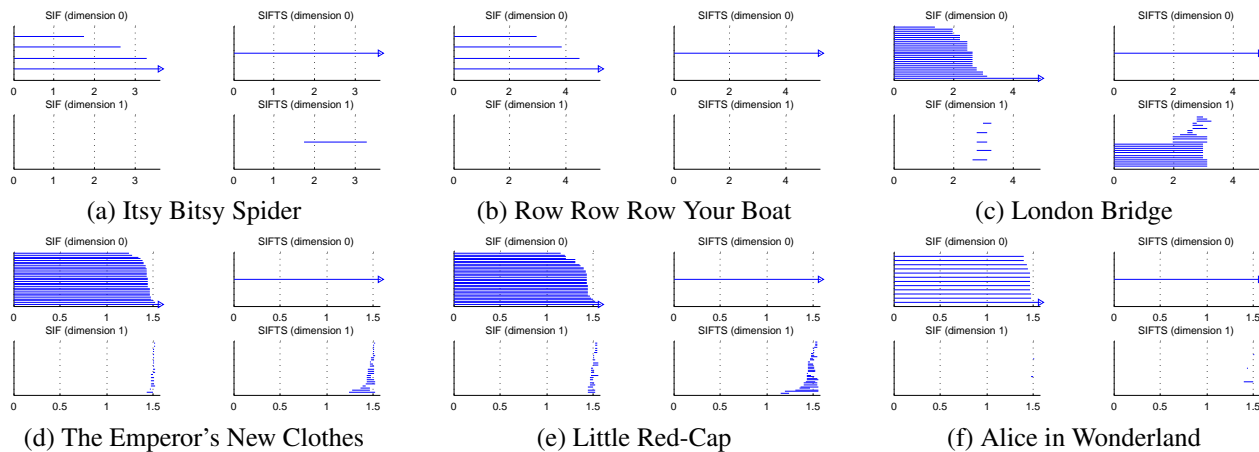 SIF (dimension 0) SIFTS (dimension 0) SIF (dimension 0) SIFTS (dimension 0) SIF (dimension 0) SIFTS (dimension 0)
0 1 2 3 0 1 2 3 0 2 4 0 2 4 0 2 4 0 2 4
SIF (dimension 1) SIFTS (dimension 1) SIF (dimension 1) SIFTS (dimension 1) SIF (dimension 1) SIFTS (dimension 1)
0 1 2 3 0 1 2 3 0 2 4 0 2 4 0 2 4 0 2 4
(a) Itsy Bitsy Spider (b) Row Row Row Your Boat (c) London Bridge
SIF (dimension 0) SIFTS (dimension 0) SIF (dimension 0) SIFTS (dimension 0) SIF (dimension 0) SIFTS (dimension 0)
0 0.5 1 1.5 0 0.5 1 1.5 0 0.5 1 1.5 0 0.5 1 1.5 0 0.5 1 1.5 0 0.5 1 1.5
SIF (dimension 1) SIFTS (dimension 1) SIF (dimension 1) SIFTS (dimension 1) SIF (dimension 1) SIFTS (dimension 1)
0 0.5 1 1.5 0 0.5 1 1.5 0 0.5 1 1.5 0 0.5 1 1.5 0 0.5 1 1.5 0 0.5 1 1.5
(d) The Emperor's New Clothes (e) Little Red-Cap (f) Alice in Wonderland